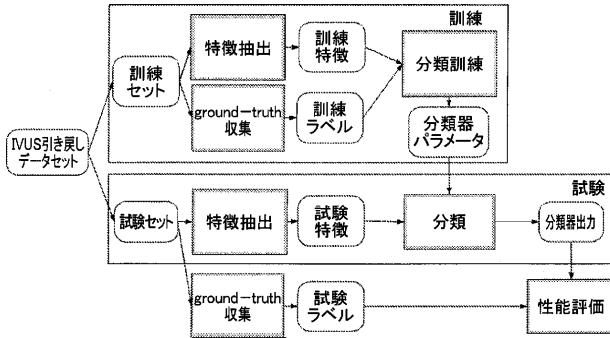 訓練
特徴抽出
訓練
特徴
訓練
セット
分類訓練
ground-truth
収集
訓練
ラベル
分類器
パラメータ
IVUS引き戻し
データセット
試験
試験セット
特徴抽出
試験
特徴
分類
分類器出力
ground-truth
収集
試験
ラベル
性能評価